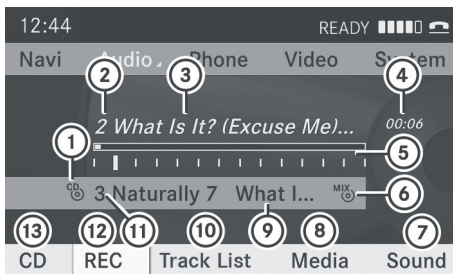 12:44 READY
Navi Audio Phone Video System
2 3 4
2 What Is It? (Excuse Me)... 00:06
1 5
CD 3 Naturally 7 What I... MIX 6
13 12 11 10 9 8 7
CD REC Track List Media Sound